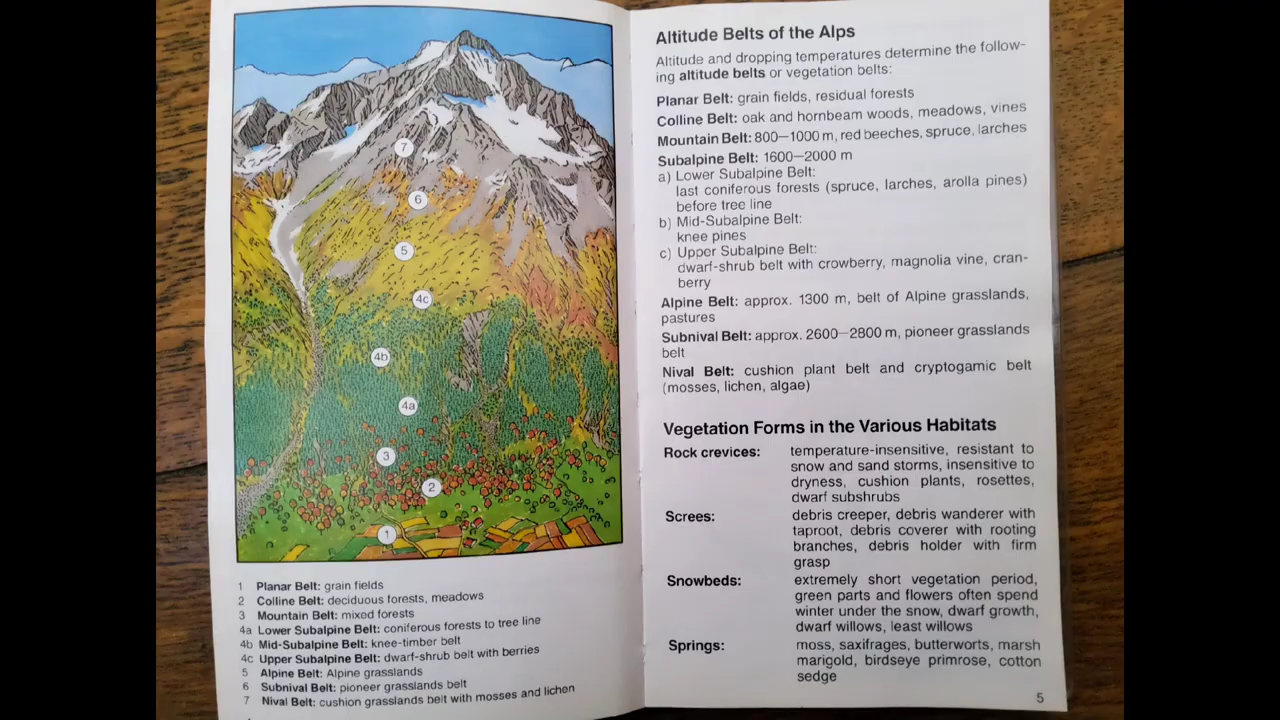 7
6
5
4c
4b
4a
3
2
1
1 Planar Belt: grain fields
2 Colline Belt: deciduous forests, meadows
3 Mountain Belt: mixed forests
4a Lower Subalpine Belt: coniferous forests to tree line
4b Mid-Subalpine Belt: knee-timber belt
4c Upper Subalpine Belt: dwarf-shrub belt with berries
5 Alpine Belt: Alpine grasslands
6 Subnival Belt: pioneer grasslands belt
7 Nival Belt: cushion grasslands belt with mosses and lichen
Altitude Belts of the Alps
Altitude and dropping temperatures determine the follow-
ing altitude belts or vegetation belts:
Planar Belt: grain fields, residual forests
Colline Belt: oak and hornbeam woods, meadows, vines
Mountain Belt: 800—1000 m, red beeches, spruce, larches
Subalpine Belt: 1600—2000 m
a) Lower Subalpine Belt:
last coniferous forests (spruce, larches, arolla pines)
before tree line
b) Mid-Subalpine Belt:
knee pines
c) Upper Subalpine Belt:
dwarf-shrub belt with crowberry, magnolia vine, cran-
berry
Alpine Belt: approx. 1300 m, belt of Alpine grasslands,
pastures
Subnival Belt: approx. 2600—2800 m, pioneer grasslands
belt
Nival Belt: cushion plant belt and cryptogamic belt
(mosses, lichen, algae)
Vegetation Forms in the Various Habitats
Rock crevices: temperature-insensitive, resistant to
snow and sand storms, insensitive to
dryness, cushion plants, rosettes,
dwarf subshrubs
Screes: debris creeper, debris wanderer with
taproot, debris coverer with rooting
branches, debris holder with firm
grasp
Snowbeds: extremely short vegetation period,
green parts and flowers often spend
winter under the snow, dwarf growth,
dwarf willows, least willows
Springs: moss, saxifrages, butterworts, marsh
marigold, birdseye primrose, cotton
sedge
5